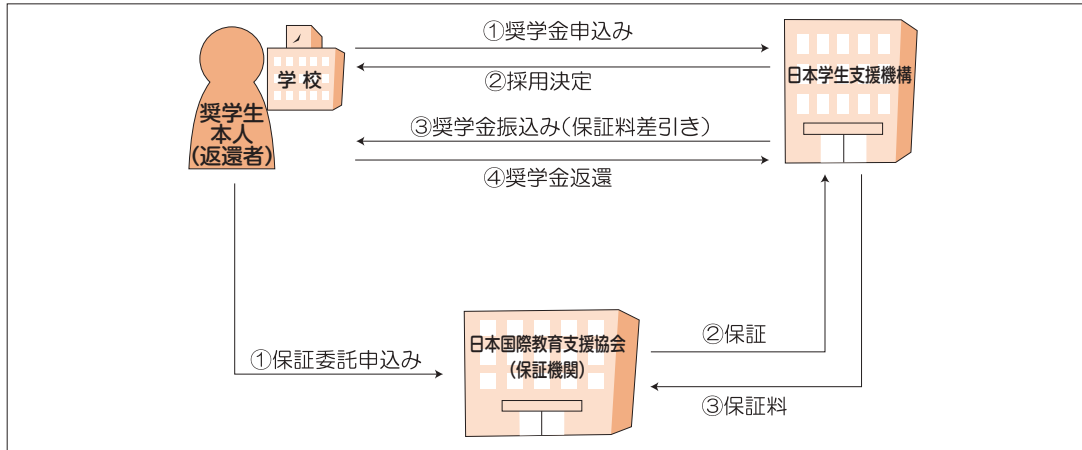 ①奨学金申込み
学校
②採用決定
日本学生支援機構
奨学生
本人
(返還者)
③奨学金振込み(保証料差引き)
④奨学金返還
日本国際教育支援協会
(保証機関)
①保証委託申込み
②保証
③保証料